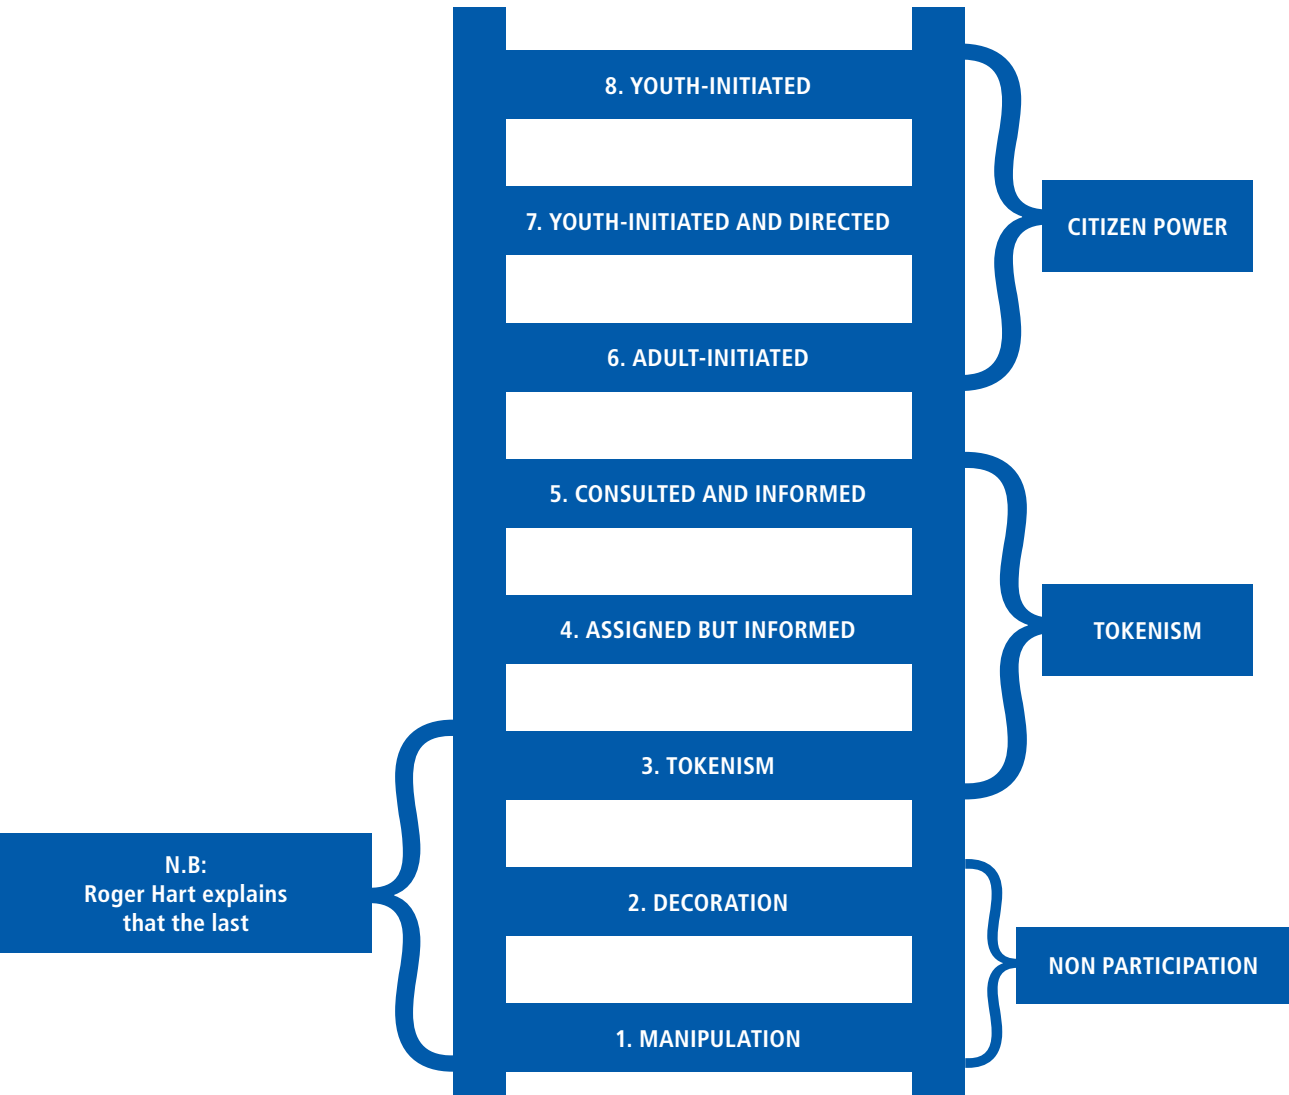 8. YOUTH-INITIATED
7. YOUTH-INITIATED AND DIRECTED
CITIZEN POWER
6. ADULT-INITIATED
5. CONSULTED AND INFORMED
4. ASSIGNED BUT INFORMED
TOKENISM
3. TOKENISM
N.B:
Roger Hart explains
that the last
2. DECORATION
NON PARTICIPATION
1. MANIPULATION